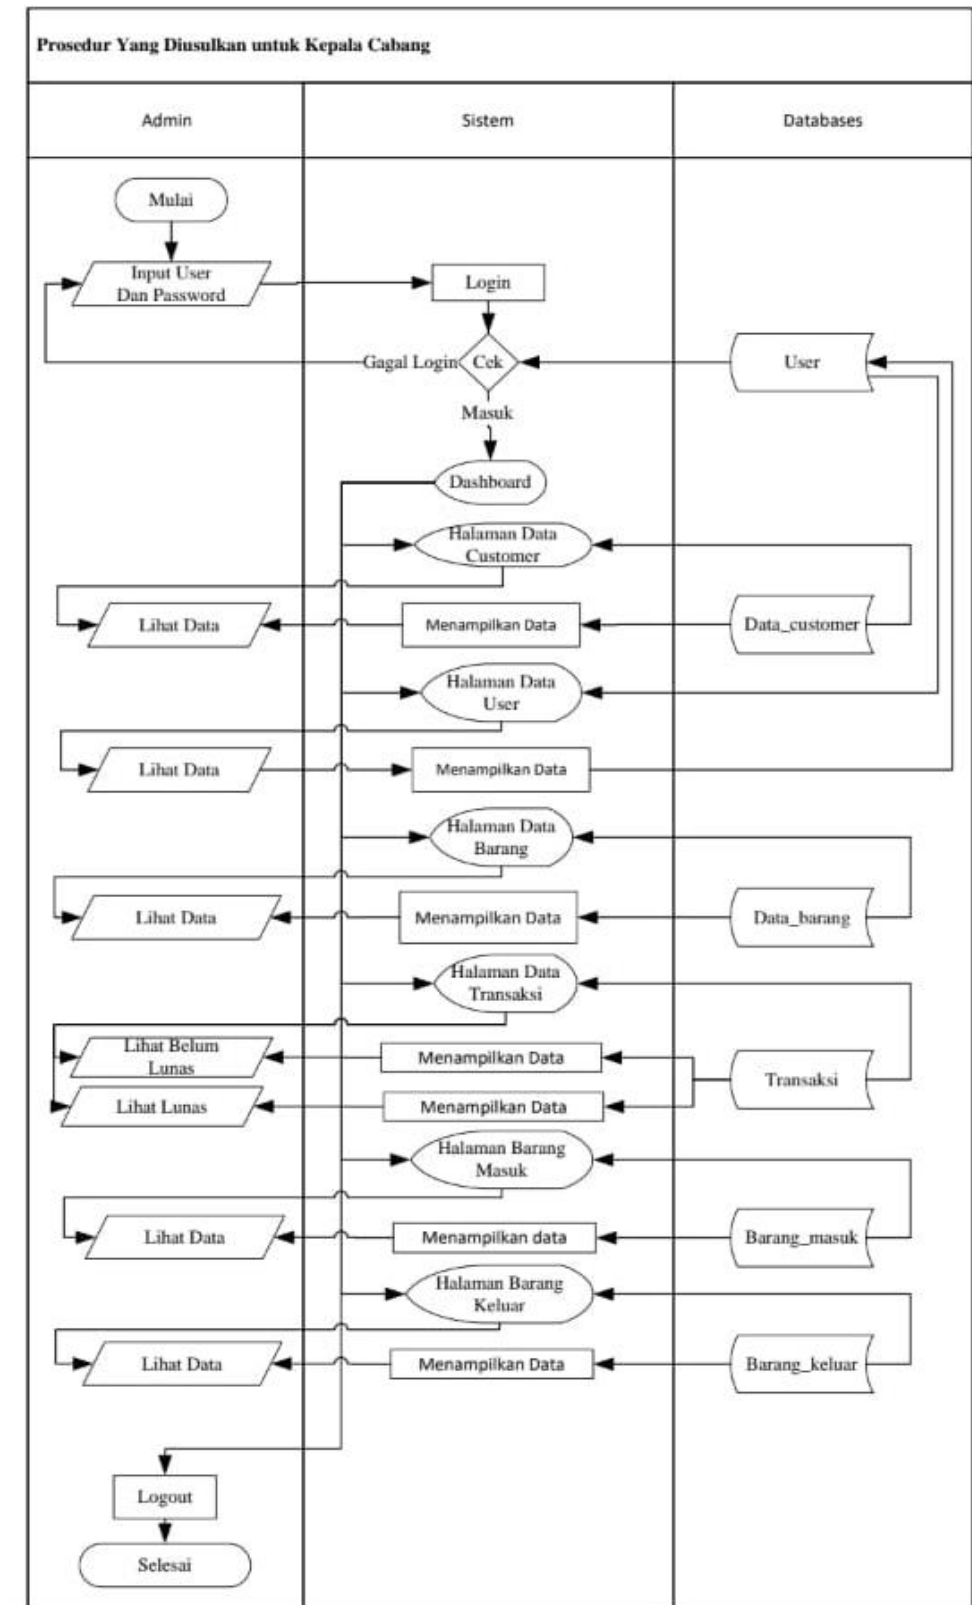 Prosedur Yang Diusulkan untuk Kepala Cabang
Admin
Sistem
Databases
Mulai
Input User
Dan Password
Login
Gagal Login
Cek
User
Masuk
Dashboard
Halaman Data
Customer
Lihat Data
Menampilkan Data
Data_customer
Halaman Data
User
Lihat Data
Menampilkan Data
Halaman Data
Barang
Lihat Data
Menampilkan Data
Data_barang
Halaman Data
Transaksi
Lihat Belum
Lunas
Menampilkan Data
Transaksi
Lihat Lunas
Menampilkan Data
Halaman Barang
Masuk
Lihat Data
Menampilkan data
Barang_masuk
Halaman Barang
Keluar
Lihat Data
Menampilkan Data
Barang_keluar
Logout
Selesai